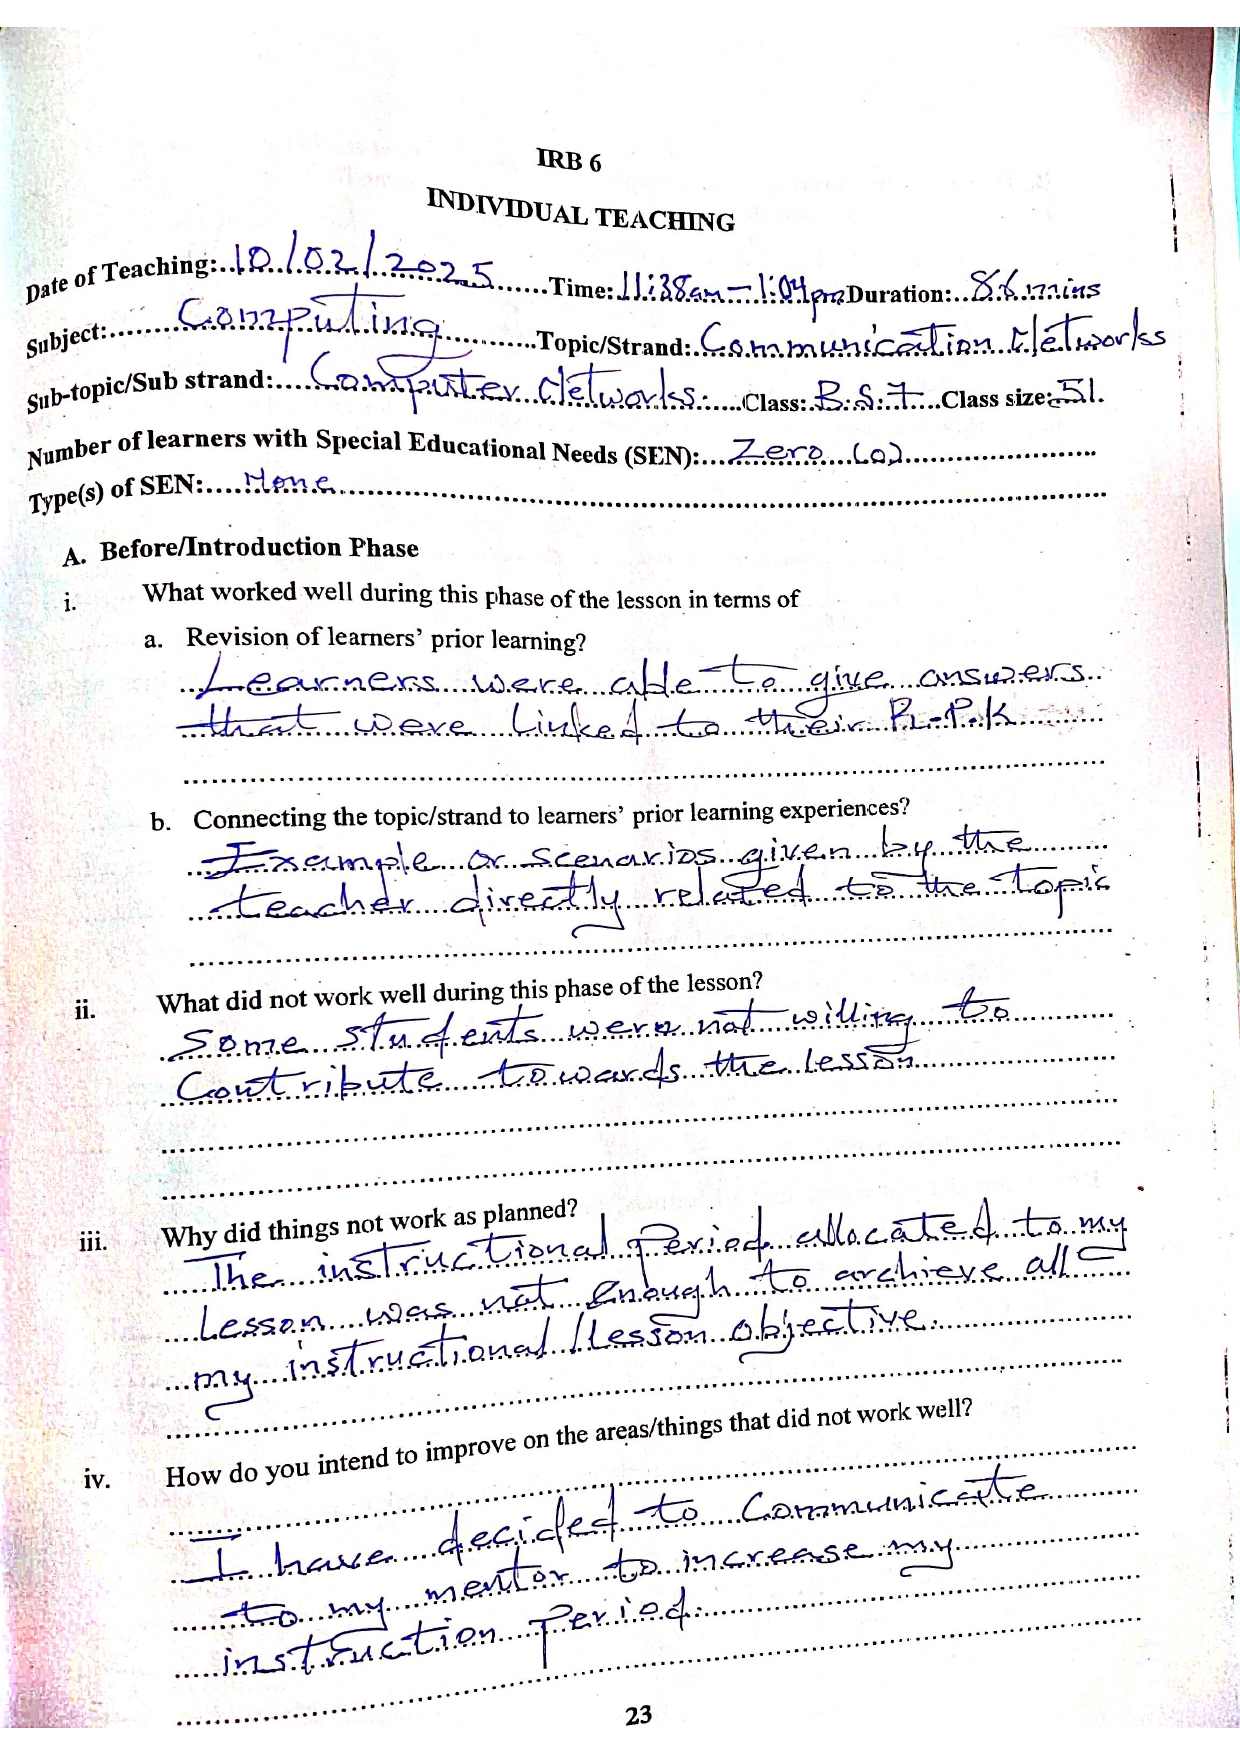 IRB 6
INDIVIDUAL TEACHING
Date of Teaching:..10/02/2025......Time:11:38am-1:04pm Duration:..86mins
Subject:.......Computing..........Topic/Strand:.Communication Networks
Sub-topic/Sub strand:....Computer Networks.....Class:.B.S.7...Class size:.51.
Number of learners with Special Educational Needs (SEN):...Zero (0)....................
Type(s) of SEN:....None................................................
A. Before/Introduction Phase
i. What worked well during this phase of the lesson in terms of
a. Revision of learners' prior learning?
Learners were able to give answers
that were linked to their R.P.K
b. Connecting the topic/strand to learners' prior learning experiences?
Example or scenarios given by the
teacher directly related to the topic
ii. What did not work well during this phase of the lesson?
Some students were not willing to
Contribute towards the lesson
iii. Why did things not work as planned?
The instructional Period allocated to my
Lesson was not enough to archieve all
my instructional/lesson objective.
iv. How do you intend to improve on the areas/things that did not work well?
I have decided to Communicate
to my mentor to increase my
instruction Period.
23